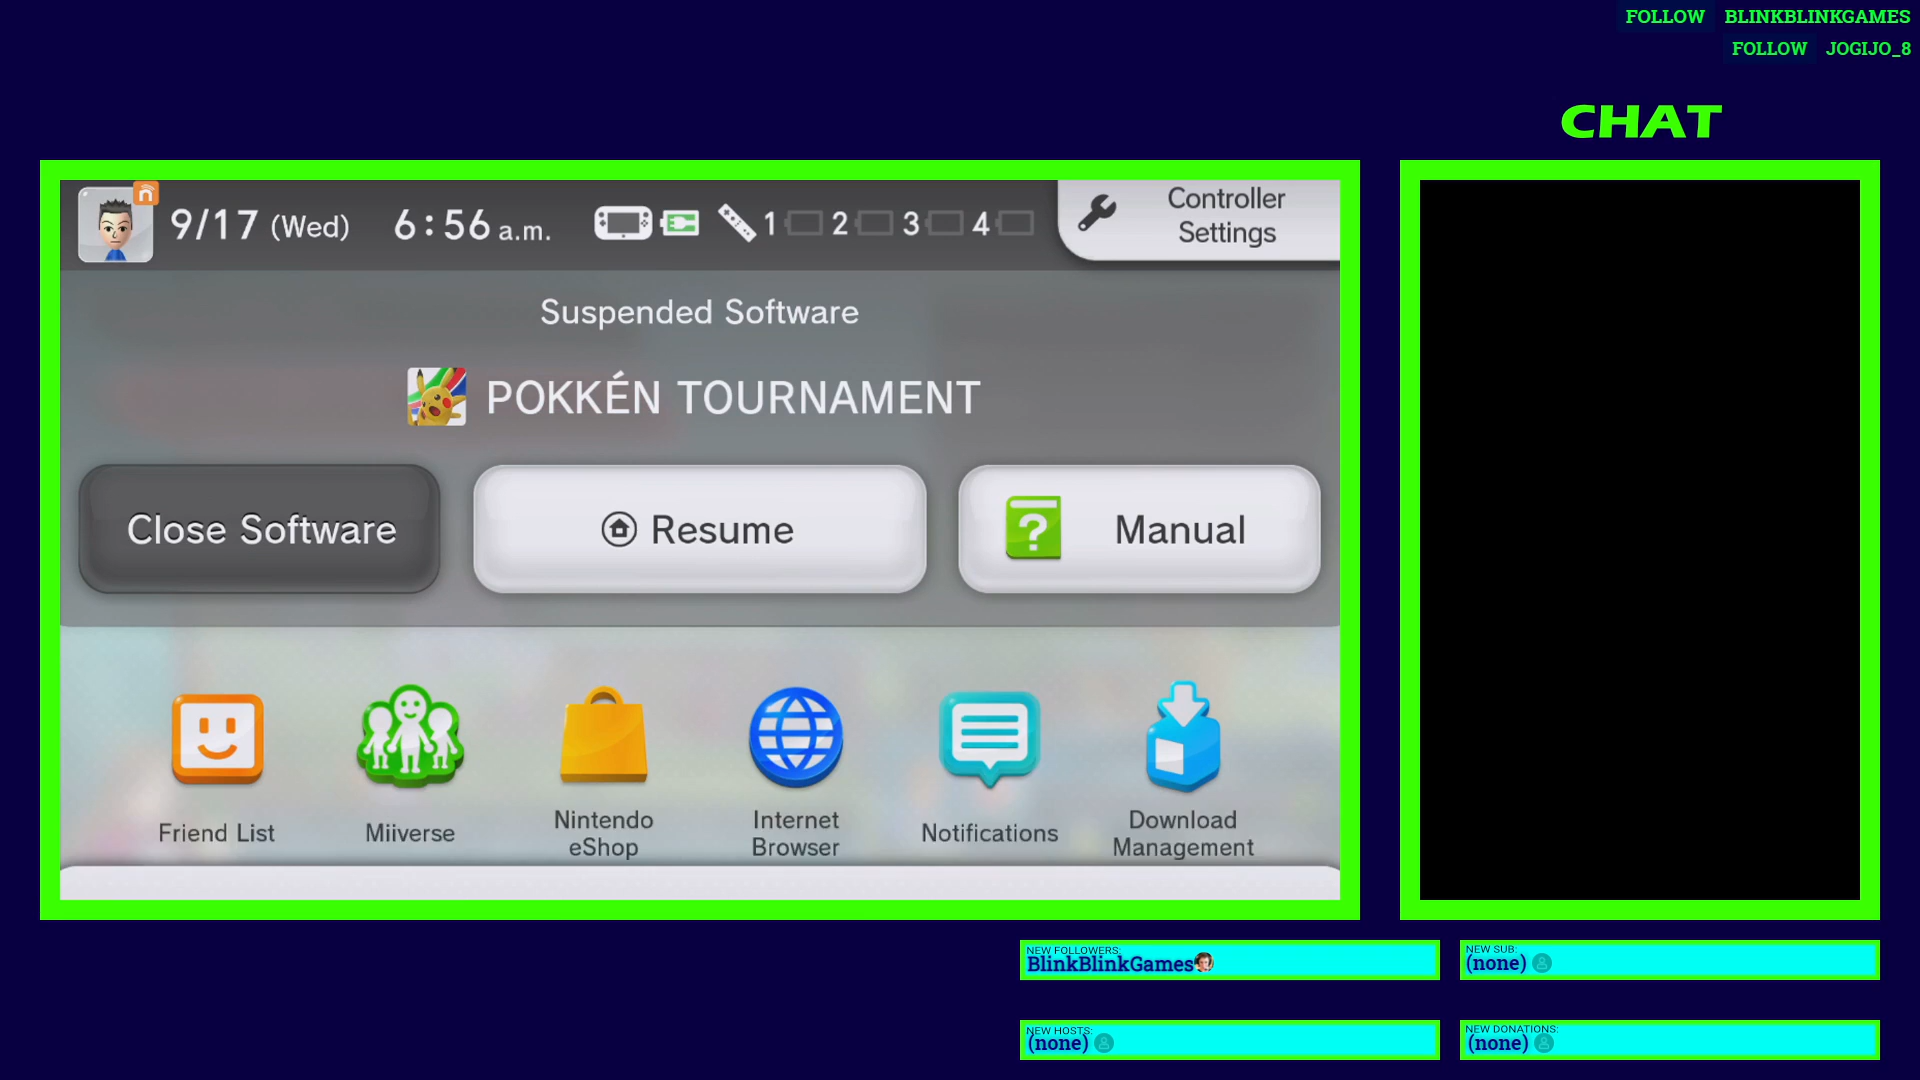 FOLLOW BLINKBLINKGAMES
FOLLOW JOGIJO_8
CHAT
9/17 (Wed) 6:56 a.m. 1 2 3 4
Controller
Settings
Suspended Software
POKKÉN TOURNAMENT
Close Software
Resume
? Manual
Friend List
Miiverse
Nintendo
eShop
Internet
Browser
Notifications
Download
Management
NEW FOLLOWERS:
BlinkBlinkGames
NEW SUB:
(none)
NEW HOSTS:
(none)
NEW DONATIONS:
(none)